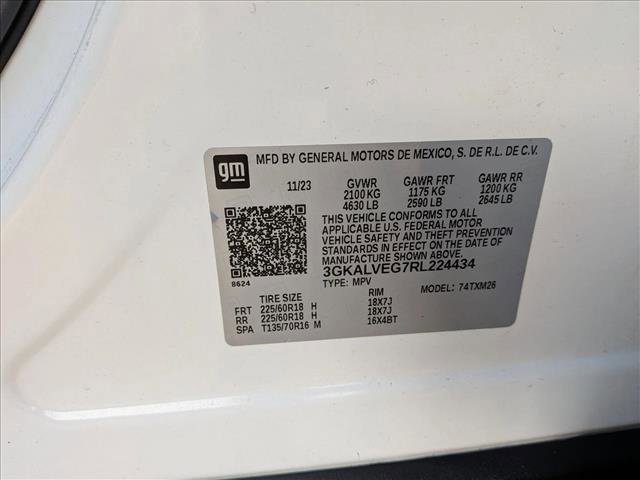 gm
MFD BY GENERAL MOTORS DE MEXICO, S. DE R.L. DE C.V.
11/23 GVWR GAWR FRT GAWR RR
2100 KG 1175 KG 1200 KG
4630 LB 2590 LB 2645 LB
THIS VEHICLE CONFORMS TO ALL
APPLICABLE U.S. FEDERAL MOTOR
VEHICLE SAFETY AND THEFT PREVENTION
STANDARDS IN EFFECT ON THE DATE OF
MANUFACTURE SHOWN ABOVE.
3GKALVEG7RL224434
8624
TYPE: MPV MODEL: 74TXM26
TIRE SIZE RIM
FRT 225/60R18 H 18X7J
RR 225/60R18 H 18X7J
SPA T135/70R16 M 16X4BT